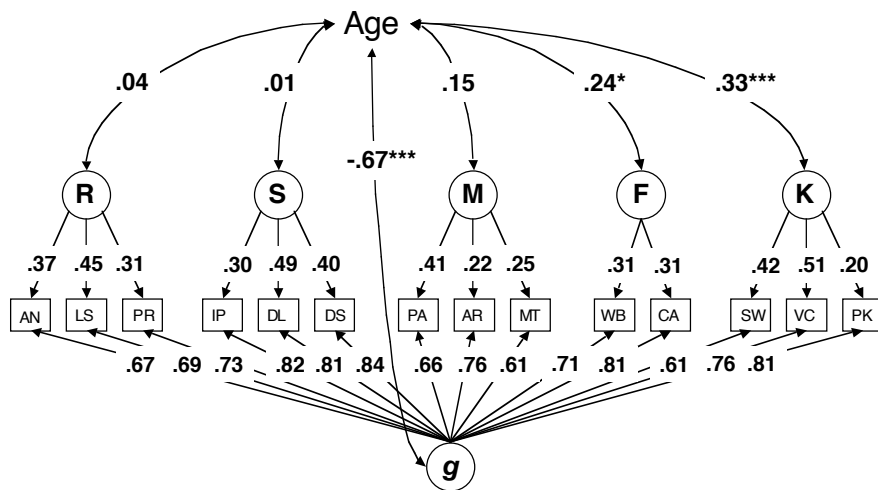 Age
.04 .01 .15 .24* .33***
-.67***
R S M F K
.37 .45 .31 .30 .49 .40 .41 .22 .25 .31 .31 .42 .51 .20
AN LS PR IP DL DS PA AR MT WB CA SW VC PK
.67 .69 .73 .82 .81 .84 .66 .76 .61 .71 .81 .61 .76 .81
g